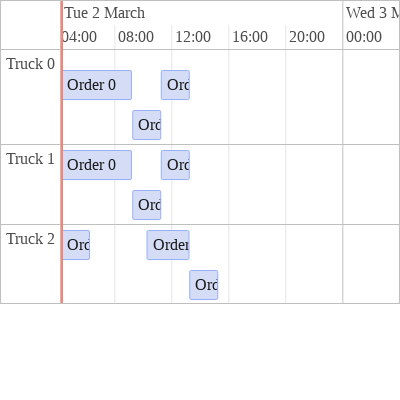 Tue 2 March
Wed 3 M
04:00 08:00 12:00 16:00 20:00 00:00
Truck 0
Order 0 Ord
Ord
Truck 1
Order 0 Ord
Ord
Truck 2
Ord Order
Ord